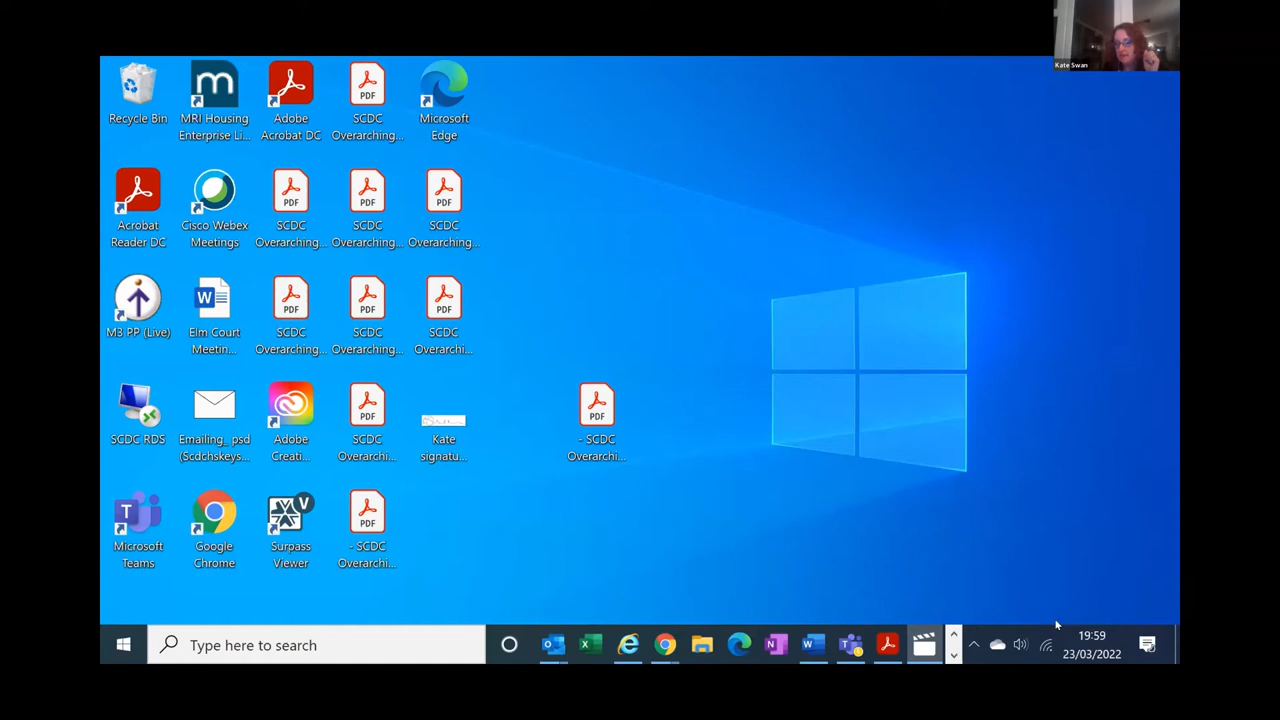 Kate Swan
Recycle Bin
MRI Housing
Enterprise Li...
Adobe
Acrobat DC
PDF
SCDC
Overarching...
Microsoft
Edge
Acrobat
Reader DC
Cisco Webex
Meetings
PDF
SCDC
Overarching...
PDF
SCDC
Overarching...
PDF
SCDC
Overarching...
M3 PP (Live)
W
Elm Court
Meetin...
PDF
SCDC
Overarching...
PDF
SCDC
Overarching...
PDF
SCDC
Overarchi...
SCDC RDS
Emailing_ psd
(Scdchskeys...
Adobe
Creati...
PDF
SCDC
Overarchi...
Kate
signatu...
PDF
- SCDC
Overarchi...
T
Microsoft
Teams
Google
Chrome
V
Surpass
Viewer
PDF
- SCDC
Overarchi...
Type here to search
19:59
23/03/2022